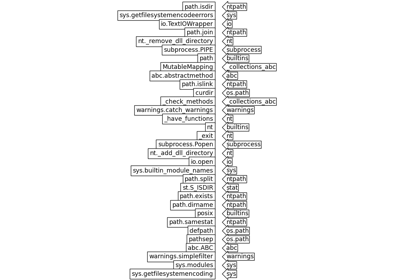 path.isdir ntpath
sys.getfilesystemencodeerrors sys
io.TextIOWrapper io
path.join ntpath
nt._remove_dll_directory nt
subprocess.PIPE subprocess
path builtins
MutableMapping _collections_abc
abc.abstractmethod abc
path.islink ntpath
curdir os.path
_check_methods _collections_abc
warnings.catch_warnings warnings
_have_functions nt
nt builtins
_exit nt
subprocess.Popen subprocess
nt._add_dll_directory nt
io.open io
sys.builtin_module_names sys
path.split ntpath
st.S_ISDIR stat
path.exists ntpath
path.dirname ntpath
posix builtins
path.samestat ntpath
defpath os.path
pathsep os.path
abc.ABC abc
warnings.simplefilter warnings
sys.modules sys
sys.getfilesystemencoding sys